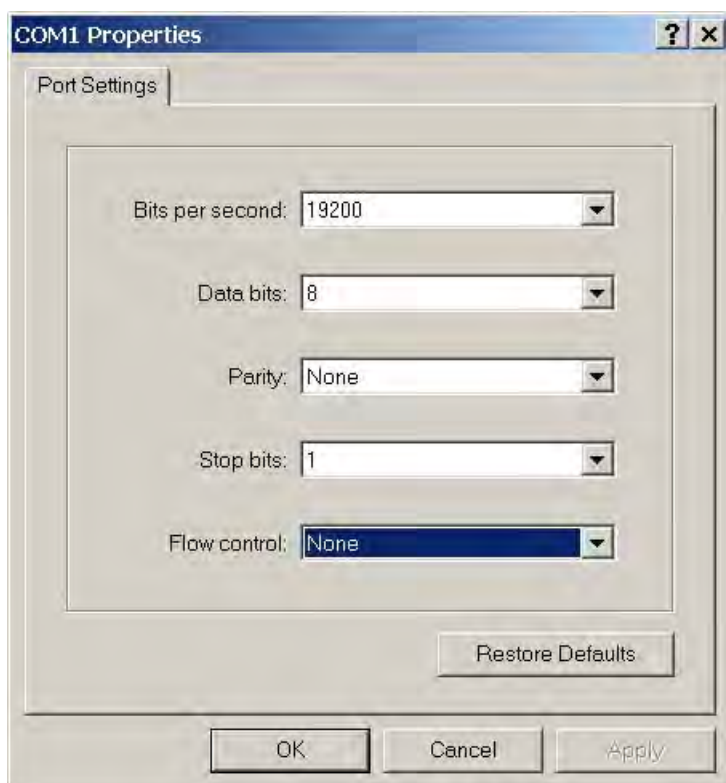 COM1 Properties
Port Settings
Bits per second: 19200
Data bits: 8
Parity: None
Stop bits: 1
Flow control: None
Restore Defaults
OK Cancel Apply